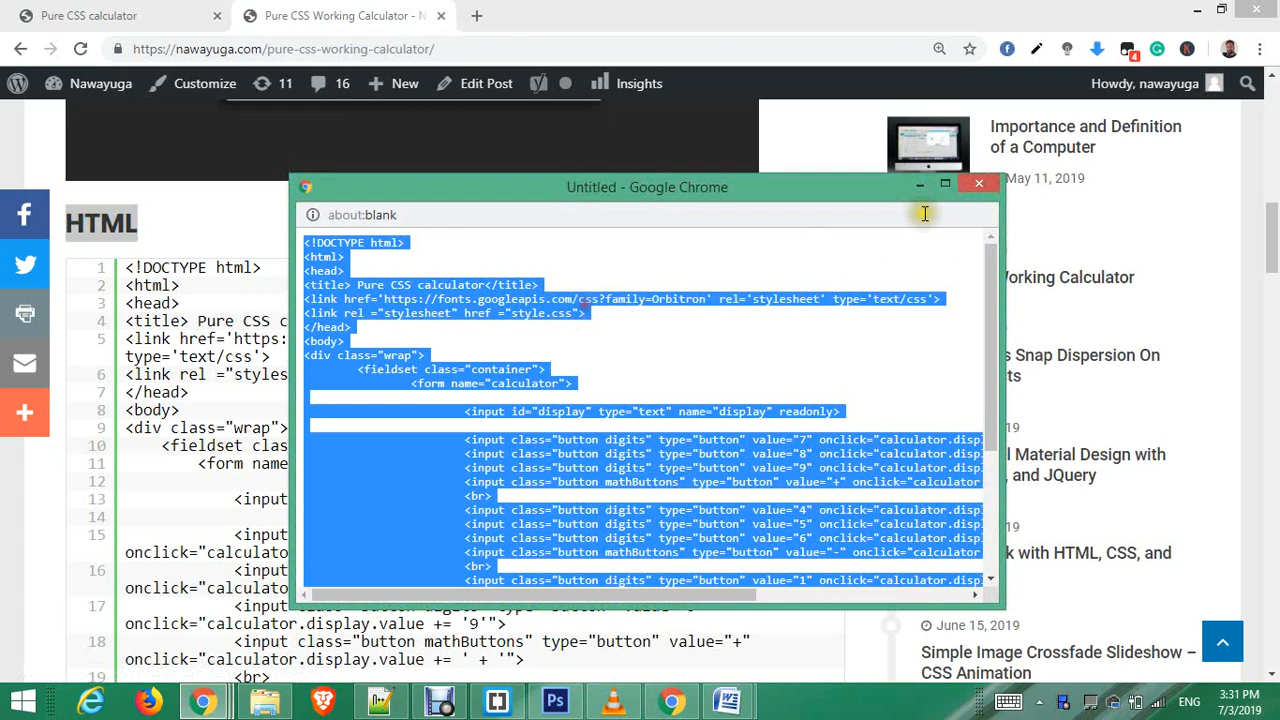 Pure CSS calculator
Pure CSS Working Calculator - N
https://nawayuga.com/pure-css-working-calculator/
4
Nawayuga
Customize
11
16
New
Edit Post
Insights
Howdy, nawayuga
Importance and Definition
of a Computer
May 11, 2019
Untitled - Google Chrome
about:blank
<!DOCTYPE html>
<html>
<head>
<title> Pure CSS calculator</title>
<link href='https://fonts.googleapis.com/css?family=Orbitron' rel='stylesheet' type='text/css'>
<link rel ="stylesheet" href ="style.css">
</head>
<body>
<div class="wrap">
<fieldset class="container">
<form name="calculator">
<input id="display" type="text" name="display" readonly>
<input class="button digits" type="button" value="7" onclick="calculator.displ
<input class="button digits" type="button" value="8" onclick="calculator.displ
<input class="button digits" type="button" value="9" onclick="calculator.displ
<input class="button mathButtons" type="button" value="+" onclick="calculator
<br>
<input class="button digits" type="button" value="4" onclick="calculator.displ
<input class="button digits" type="button" value="5" onclick="calculator.displ
<input class="button digits" type="button" value="6" onclick="calculator.displ
<input class="button mathButtons" type="button" value="-" onclick="calculator
<br>
<input class="button digits" type="button" value="1" onclick="calculator.displ
HTML
1 <!DOCTYPE html>
2 <html>
3 <head>
4 <title> Pure CSS c
5 <link href='https:
type='text/css'>
6 <link rel ="styles
7 </head>
8 <body>
9 <div class="wrap">
10 <fieldset clas
11 <form name
12
13 <input
14
15 <input
onclick="calcula
16 <input
onclick="calcula
17 <input class="button digits" type="button" value=
onclick="calculator.display.value += '9'">
18 <input class="button mathButtons" type="button" value="+"
onclick="calculator.display.value += ' + '">
19 <br>
Working Calculator
2019
s Snap Dispersion On
ts
2019
l Material Design with
, and JQuery
2019
k with HTML, CSS, and
June 15, 2019
Simple Image Crossfade Slideshow –
CSS Animation
ENG
3:31 PM
7/3/2019